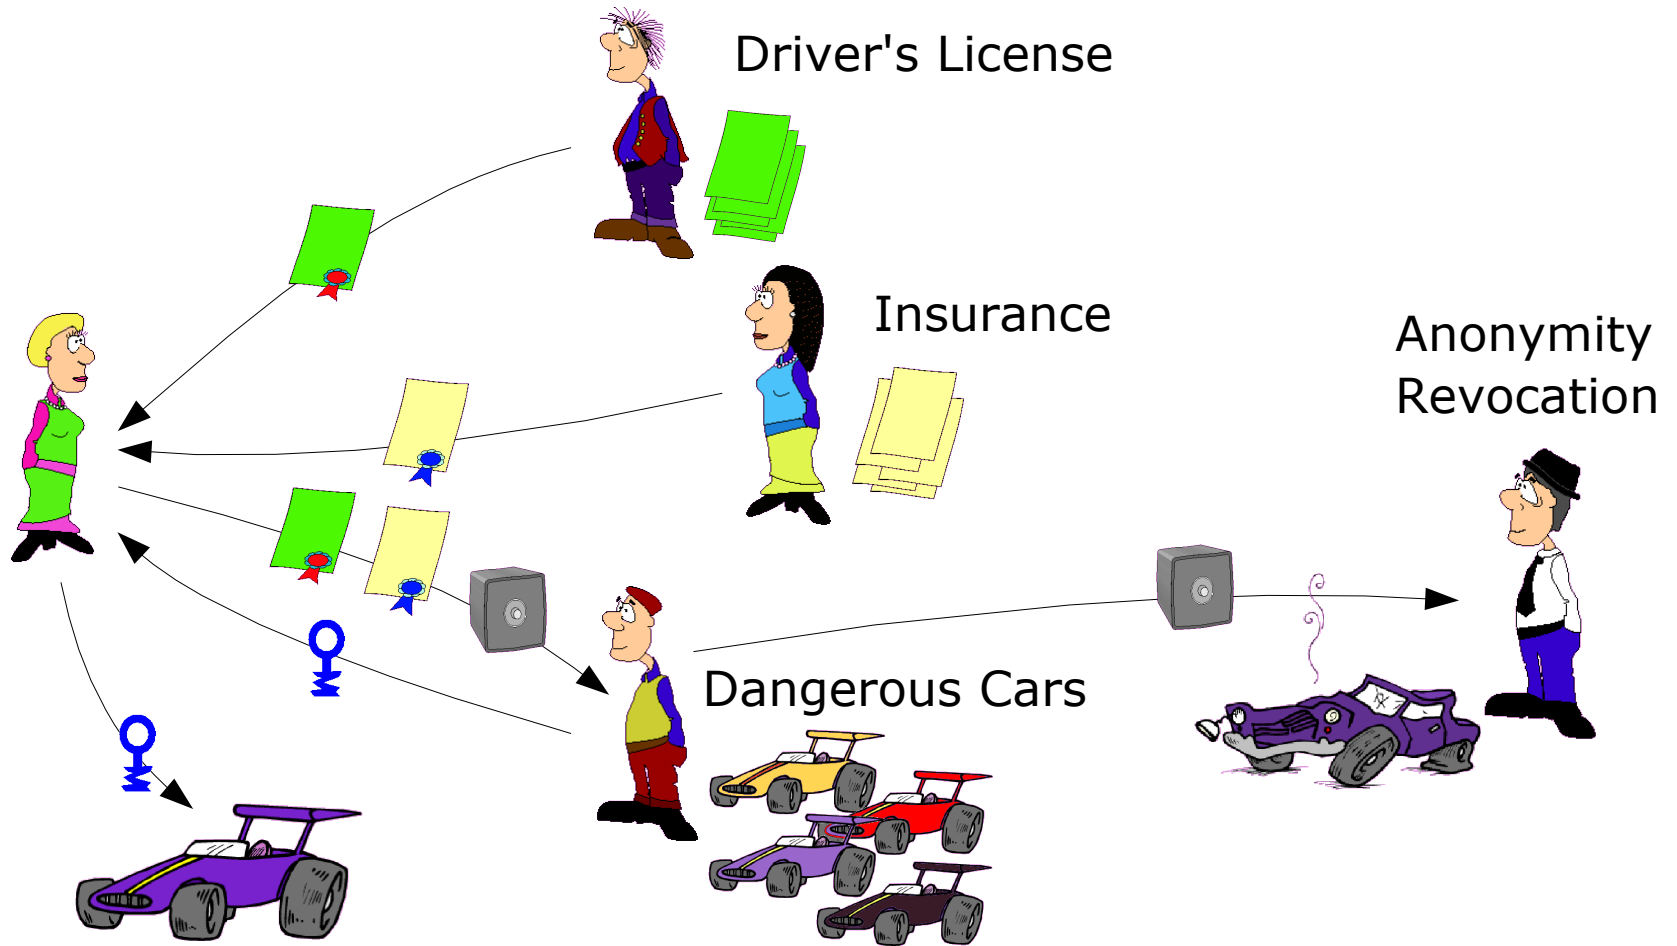 Driver's License
Insurance
Anonymity
Revocation
Dangerous Cars